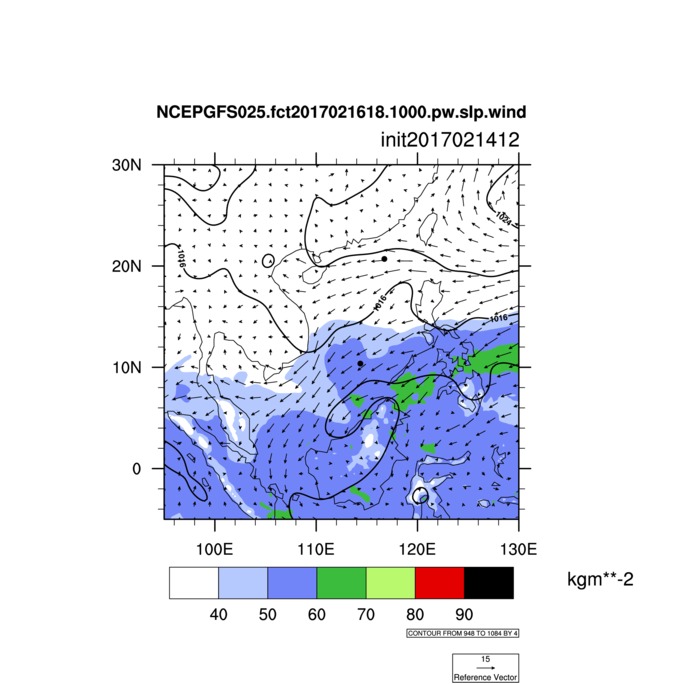 NCEPGFS025.fct2017021618.1000.pw.slp.wind
init2017021412
30N
1024
1016
20N
1016
1016
10N
0
100E 110E 120E 130E
kgm**-2
40 50 60 70 80 90
CONTOUR FROM 948 TO 1084 BY 4
15
Reference Vector